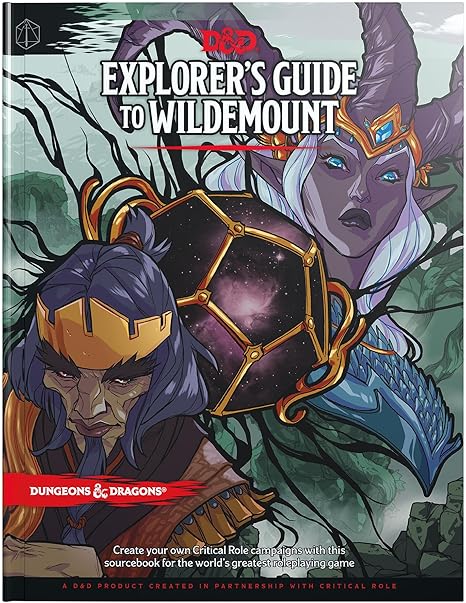 D&D
EXPLORER'S GUIDE
TO WILDEMOUNT
DUNGEONS & DRAGONS®
Create your own Critical Role campaigns with this
sourcebook for the world's greatest roleplaying game
A D&D PRODUCT CREATED IN PARTNERSHIP WITH CRITICAL ROLE